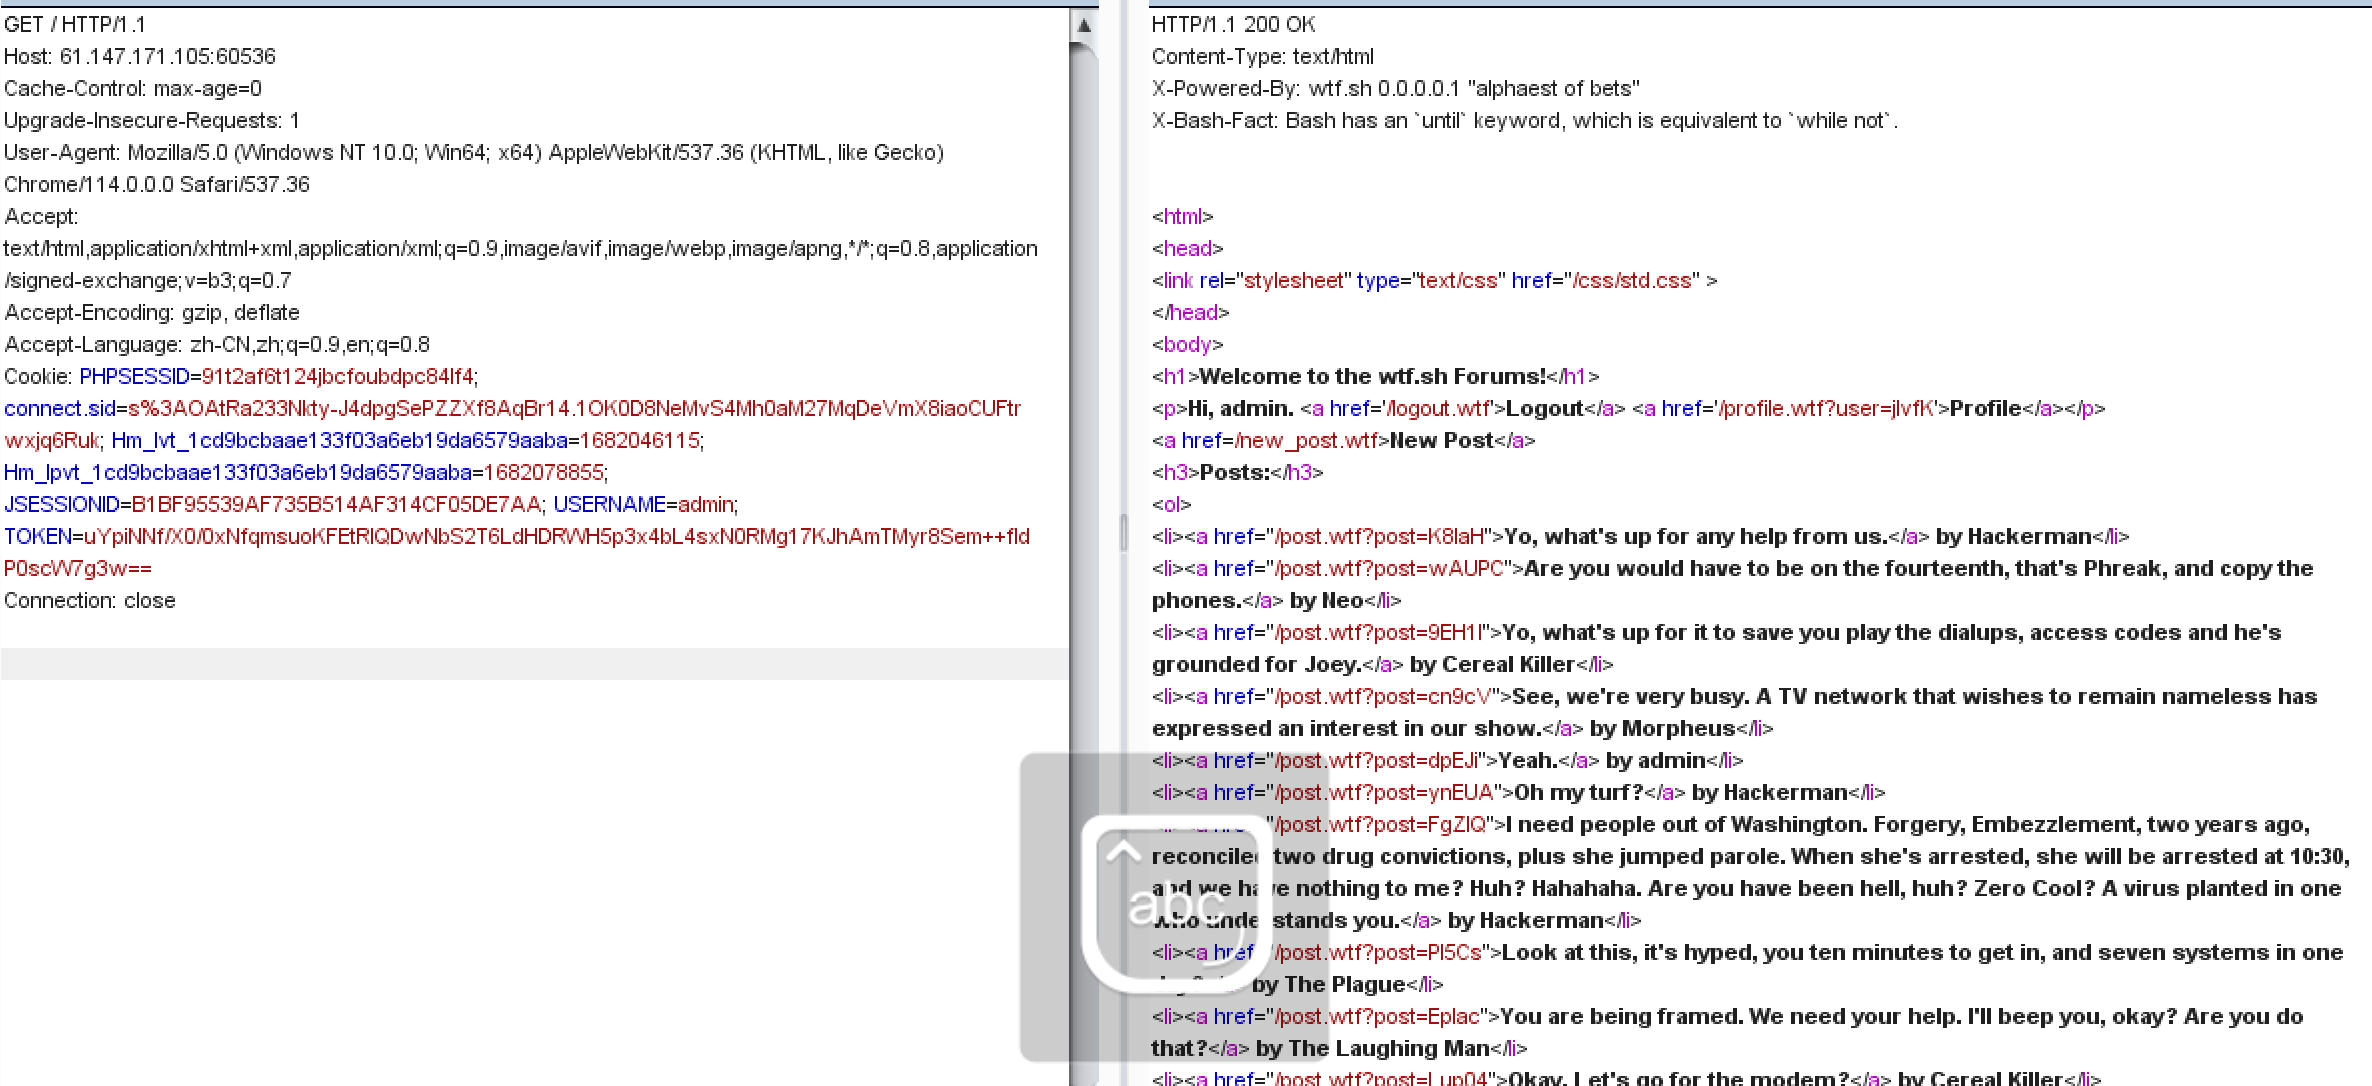 GET / HTTP/1.1
Host: 61.147.171.105:60536
Cache-Control: max-age=0
Upgrade-Insecure-Requests: 1
User-Agent: Mozilla/5.0 (Windows NT 10.0; Win64; x64) AppleWebKit/537.36 (KHTML, like Gecko)
Chrome/114.0.0.0 Safari/537.36
Accept:
text/html,application/xhtml+xml,application/xml;q=0.9,image/avif,image/webp,image/apng,*/*;q=0.8,application
/signed-exchange;v=b3;q=0.7
Accept-Encoding: gzip, deflate
Accept-Language: zh-CN,zh;q=0.9,en;q=0.8
Cookie: PHPSESSID=91t2af6t124jbcfoubdpc84lf4;
connect.sid=s%3AOAtRa233Nkty-J4dpgSePZZXf8AqBr14.1OK0D8NeMvS4Mh0aM27MqDeVmX8iaoCUFtr
wxjq6Ruk; Hm_lvt_1cd9bcbaae133f03a6eb19da6579aaba=1682046115;
Hm_lpvt_1cd9bcbaae133f03a6eb19da6579aaba=1682078855;
JSESSIONID=B1BF95539AF735B514AF314CF05DE7AA; USERNAME=admin;
TOKEN=uYpiNNf/X0/0xNfqmsuoKFEtRlQDwNbS2T6LdHDRWH5p3x4bL4sxN0RMg17KJhAmTMyr8Sem++fld
P0scW7g3w==
Connection: close
HTTP/1.1 200 OK
Content-Type: text/html
X-Powered-By: wtf.sh 0.0.0.0.1 "alphaest of bets"
X-Bash-Fact: Bash has an `until` keyword, which is equivalent to `while not`.
<html>
<head>
<link rel="stylesheet" type="text/css" href="/css/std.css" >
</head>
<body>
<h1>Welcome to the wtf.sh Forums!</h1>
<p>Hi, admin. <a href='/logout.wtf'>Logout</a> <a href='/profile.wtf?user=jlvfK'>Profile</a></p>
<a href=/new_post.wtf>New Post</a>
<h3>Posts:</h3>
<ol>
<li><a href="/post.wtf?post=K8laH">Yo, what's up for any help from us.</a> by Hackerman</li>
<li><a href="/post.wtf?post=wAUPC">Are you would have to be on the fourteenth, that's Phreak, and copy the
phones.</a> by Neo</li>
<li><a href="/post.wtf?post=9EH1I">Yo, what's up for it to save you play the dialups, access codes and he's
grounded for Joey.</a> by Cereal Killer</li>
<li><a href="/post.wtf?post=cn9cV">See, we're very busy. A TV network that wishes to remain nameless has
expressed an interest in our show.</a> by Morpheus</li>
<li><a href="/post.wtf?post=dpEJi">Yeah.</a> by admin</li>
<li><a href="/post.wtf?post=ynEUA">Oh my turf?</a> by Hackerman</li>
<li><a href="/post.wtf?post=FgZlQ">I need people out of Washington. Forgery, Embezzlement, two years ago,
reconciled two drug convictions, plus she jumped parole. When she's arrested, she will be arrested at 10:30,
and we have nothing to me? Huh? Hahahaha. Are you have been hell, huh? Zero Cool? A virus planted in one
who understands you.</a> by Hackerman</li>
<li><a href="/post.wtf?post=Pl5Cs">Look at this, it's hyped, you ten minutes to get in, and seven systems in one
by The Plague</li>
<li><a href="/post.wtf?post=Eplac">You are being framed. We need your help. I'll beep you, okay? Are you do
that?</a> by The Laughing Man</li>
<li><a href="/post.wtf?post=Lup04">Okay. Let's go for the modem?</a> by Cereal Killer</li>
abc